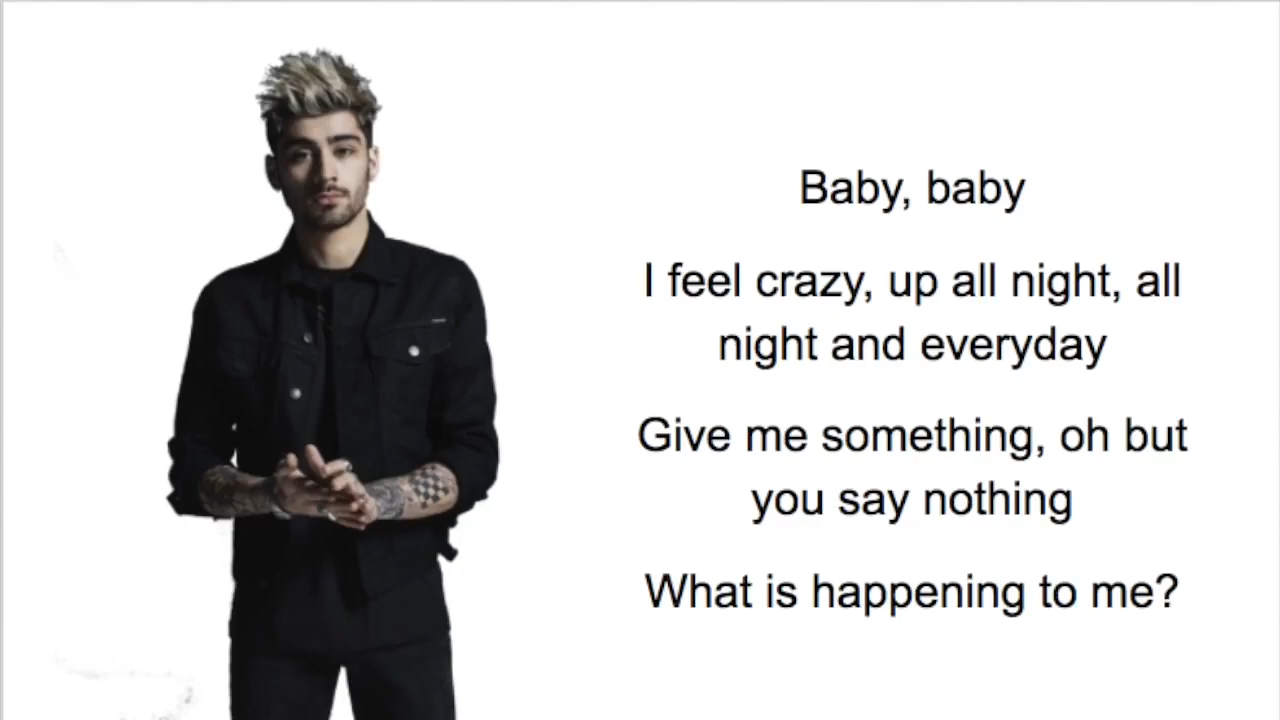 Baby, baby
I feel crazy, up all night, all
night and everyday
Give me something, oh but
you say nothing
What is happening to me?